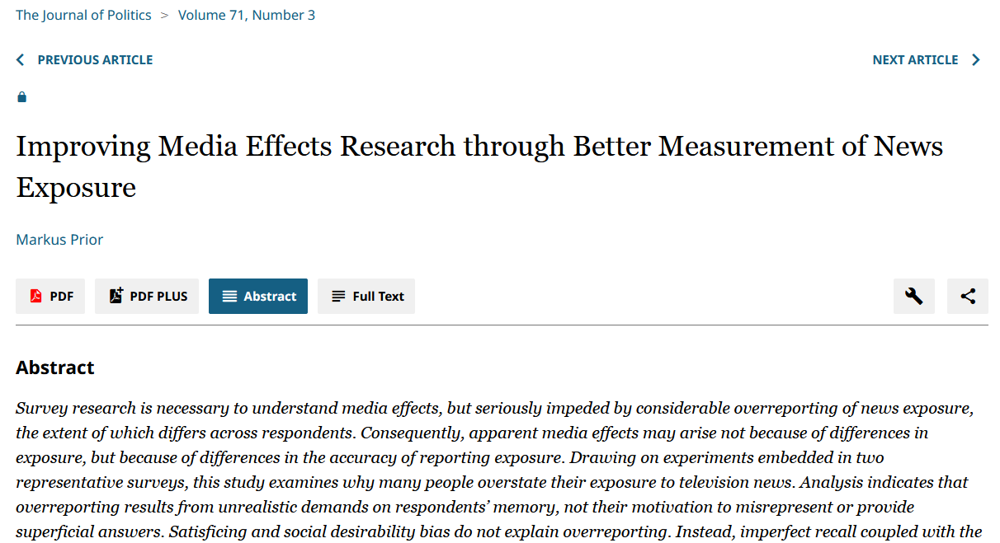 The Journal of Politics > Volume 71, Number 3
PREVIOUS ARTICLE
NEXT ARTICLE
Improving Media Effects Research through Better Measurement of News
Exposure
Markus Prior
PDF PDF PLUS Abstract Full Text
Abstract
Survey research is necessary to understand media effects, but seriously impeded by considerable overreporting of news exposure,
the extent of which differs across respondents. Consequently, apparent media effects may arise not because of differences in
exposure, but because of differences in the accuracy of reporting exposure. Drawing on experiments embedded in two
representative surveys, this study examines why many people overstate their exposure to television news. Analysis indicates that
overreporting results from unrealistic demands on respondents’ memory, not their motivation to misrepresent or provide
superficial answers. Satisficing and social desirability bias do not explain overreporting. Instead, imperfect recall coupled with the